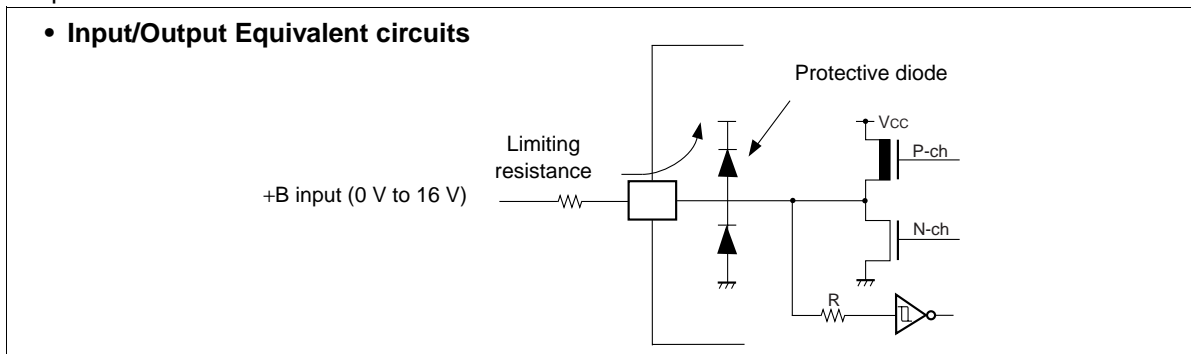 • Input/Output Equivalent circuits
Protective diode
Limiting
resistance
VCC
P-ch
+B input (0 V to 16 V)
N-ch
R